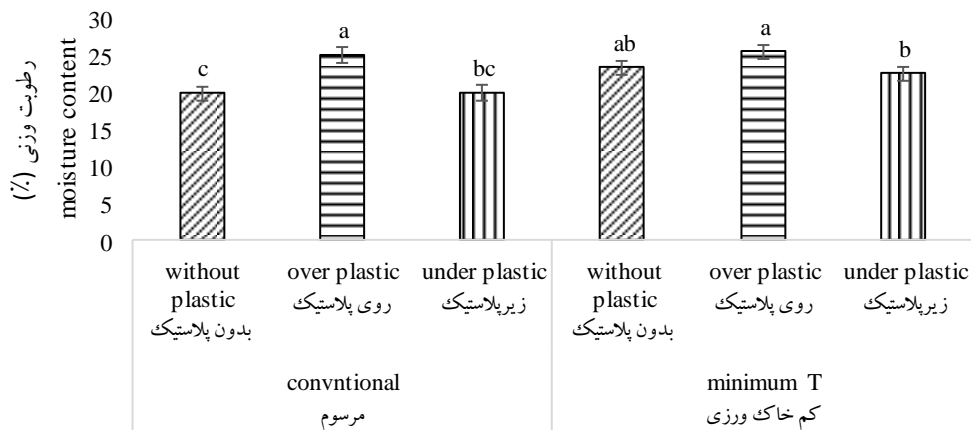 رطوبت وزنی (٪)
moisture content
30
25
20
15
10
5
0
c
a
bc
ab
a
b
without
plastic
بدون پلاستیک
over plastic
روی پلاستیک
under plastic
زیرپلاستیک
without
plastic
بدون پلاستیک
over plastic
روی پلاستیک
under plastic
زیرپلاستیک
convntional
مرسوم
minimum T
کم خاک ورزی